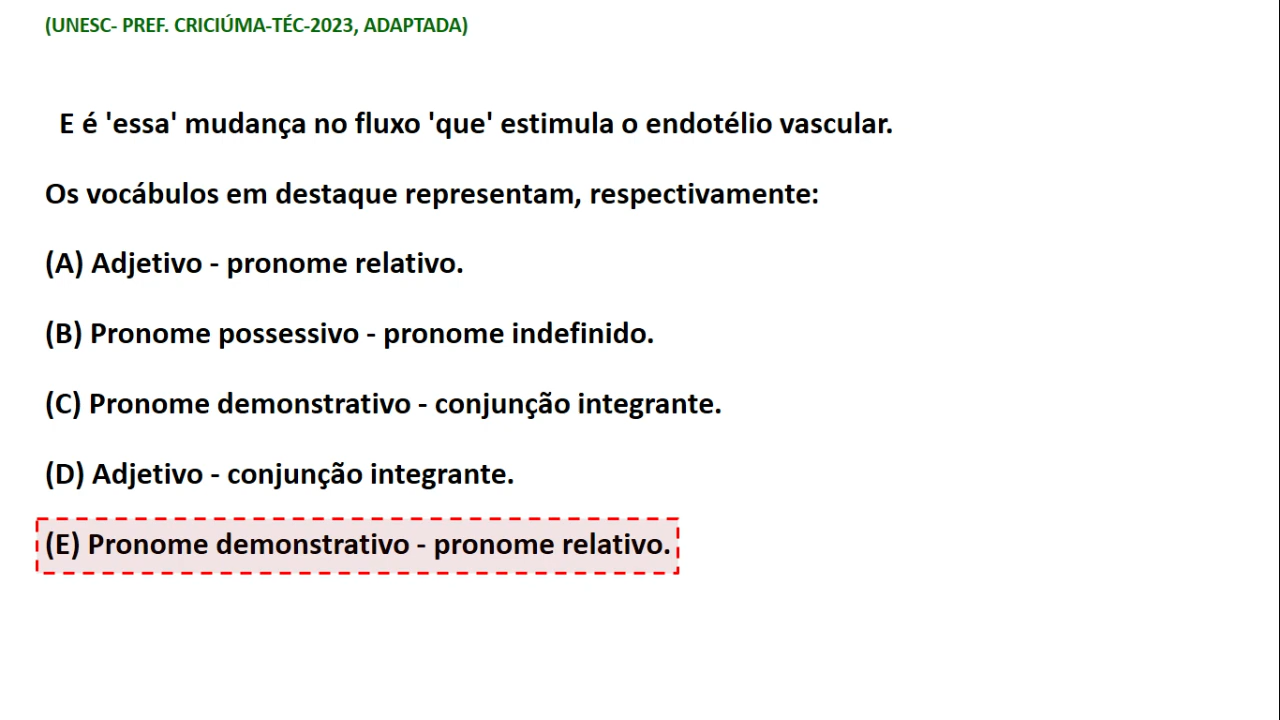 (UNESC- PREF. CRICIÚMA-TÉC-2023, ADAPTADA)
E é 'essa' mudança no fluxo 'que' estimula o endotélio vascular.
Os vocábulos em destaque representam, respectivamente:
(A) Adjetivo - pronome relativo.
(B) Pronome possessivo - pronome indefinido.
(C) Pronome demonstrativo - conjunção integrante.
(D) Adjetivo - conjunção integrante.
(E) Pronome demonstrativo - pronome relativo.